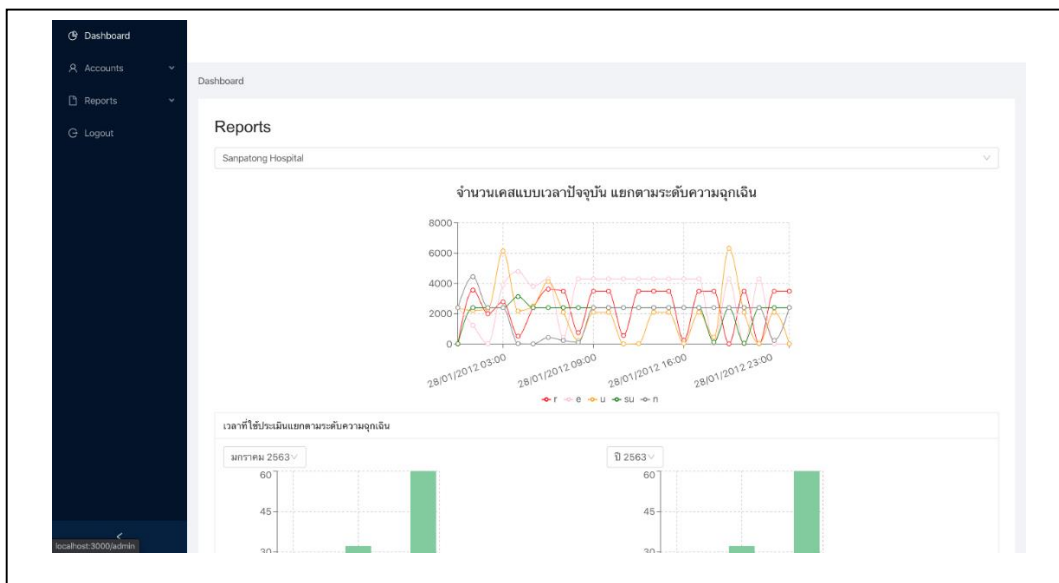 Dashboard
Accounts
Reports
Logout
Dashboard
Reports
Sanpatong Hospital
จำนวนเคสแบบเวลาปัจจุบัน แยกตามระดับความฉุกเฉิน
8000
6000
4000
2000
0
28/01/2012 03:00
28/01/2012 09:00
28/01/2012 16:00
28/01/2012 23:00
r e u su n
เวลาที่ใช้ประเมินแยกตามระดับความฉุกเฉิน
มกราคม 2563
ปี 2563
60
45
30
60
45
30
localhost:3000/admin